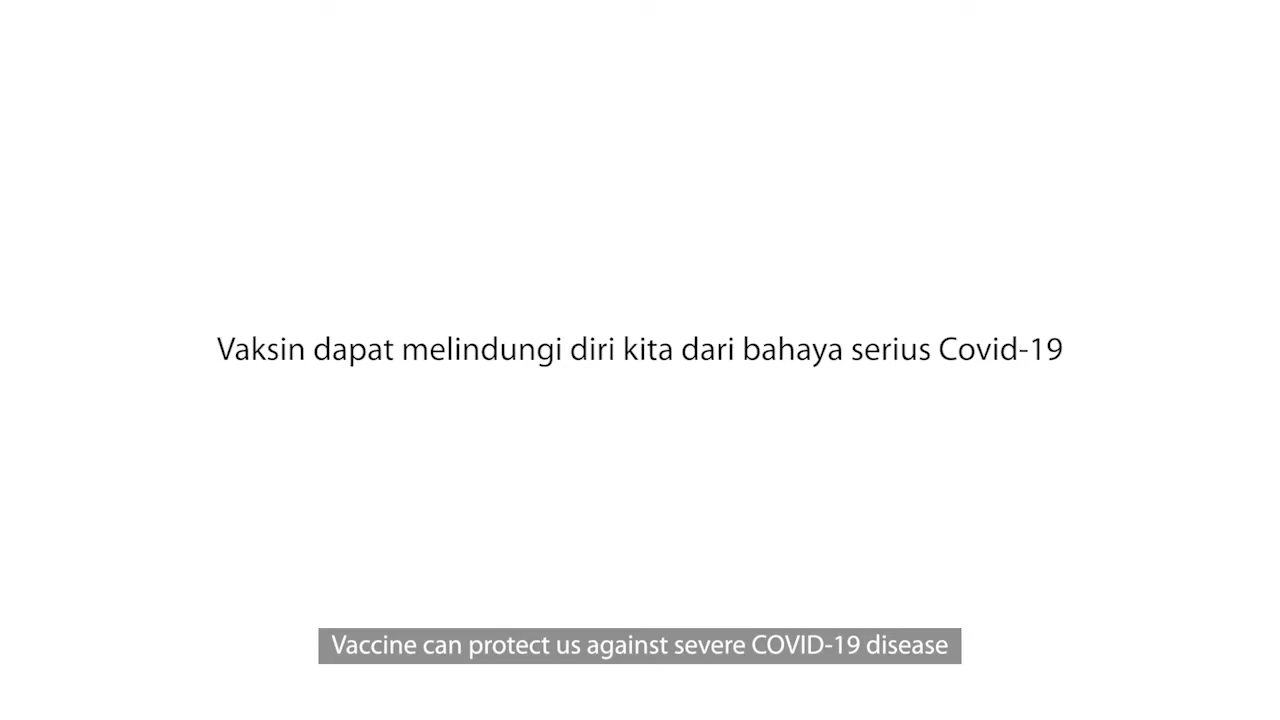 Vaksin dapat melindungi diri kita dari bahaya serius Covid-19
Vaccine can protect us against severe COVID-19 disease